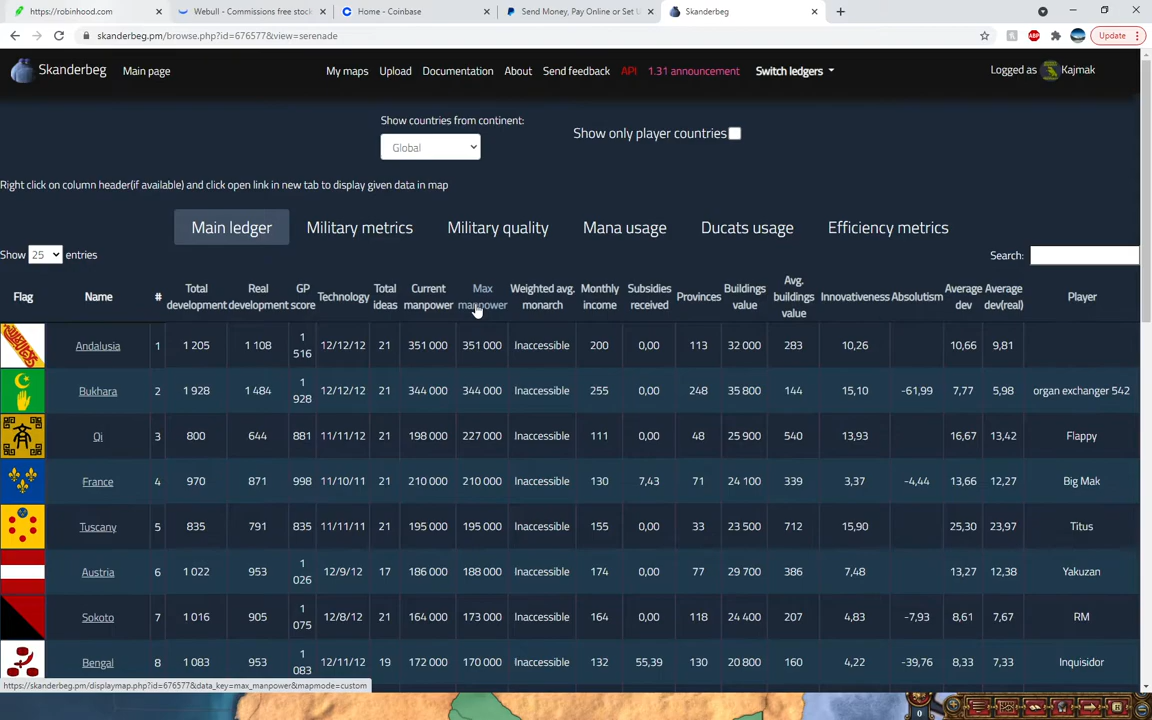 https://robinhood.com
Webull - Commissions free stock
Home - Coinbase
Send Money, Pay Online or Set U
Skanderbeg
skanderbeg.pm/browse.php?id=676577&view=serenade
Update
Skanderbeg
Main page
My maps
Upload
Documentation
About
Send feedback
API
1.31 announcement
Switch ledgers
Logged as Kajmak
Show countries from continent:
Global
Show only player countries
Right click on column header(if available) and click open link in new tab to display given data in map
Main ledger
Military metrics
Military quality
Mana usage
Ducats usage
Efficiency metrics
Show 25 entries
Search:
Flag Name # Total development Real development GP score Technology Total ideas Current manpower Max manpower Weighted avg. monarch Monthly income Subsidies received Provinces Buildings value Avg. buildings value Innovativeness Absolutism Average dev Average dev(real) Player
Andalusia 1 1 205 1 108 1 516 12/12/12 21 351 000 351 000 Inaccessible 200 0,00 113 32 000 283 10,26 10,66 9,81
Bukhara 2 1 928 1 484 1 928 12/12/12 21 344 000 344 000 Inaccessible 255 0,00 248 35 800 144 15,10 -61,99 7,77 5,98 organ exchanger 542
Qi 3 800 644 881 11/11/12 21 198 000 227 000 Inaccessible 111 0,00 48 25 900 540 13,93 16,67 13,42 Flappy
France 4 970 871 998 11/10/11 21 210 000 210 000 Inaccessible 130 7,43 71 24 100 339 3,37 -4,44 13,66 12,27 Big Mak
Tuscany 5 835 791 835 11/11/11 21 195 000 195 000 Inaccessible 155 0,00 33 23 500 712 15,90 25,30 23,97 Titus
Austria 6 1 022 953 1 026 12/9/12 17 186 000 188 000 Inaccessible 174 0,00 77 29 700 386 7,48 13,27 12,38 Yakuzan
Sokoto 7 1 016 905 1 075 12/8/12 21 164 000 173 000 Inaccessible 164 0,00 118 24 400 207 4,83 -7,93 8,61 7,67 RM
Bengal 8 1 083 953 1 083 12/11/12 19 172 000 170 000 Inaccessible 132 55,39 130 20 800 160 4,22 -39,76 8,33 7,33 Inquisidor
https://skanderbeg.pm/displaymap.php?id=676577&data_key=max_manpower&mapmode=custom
0